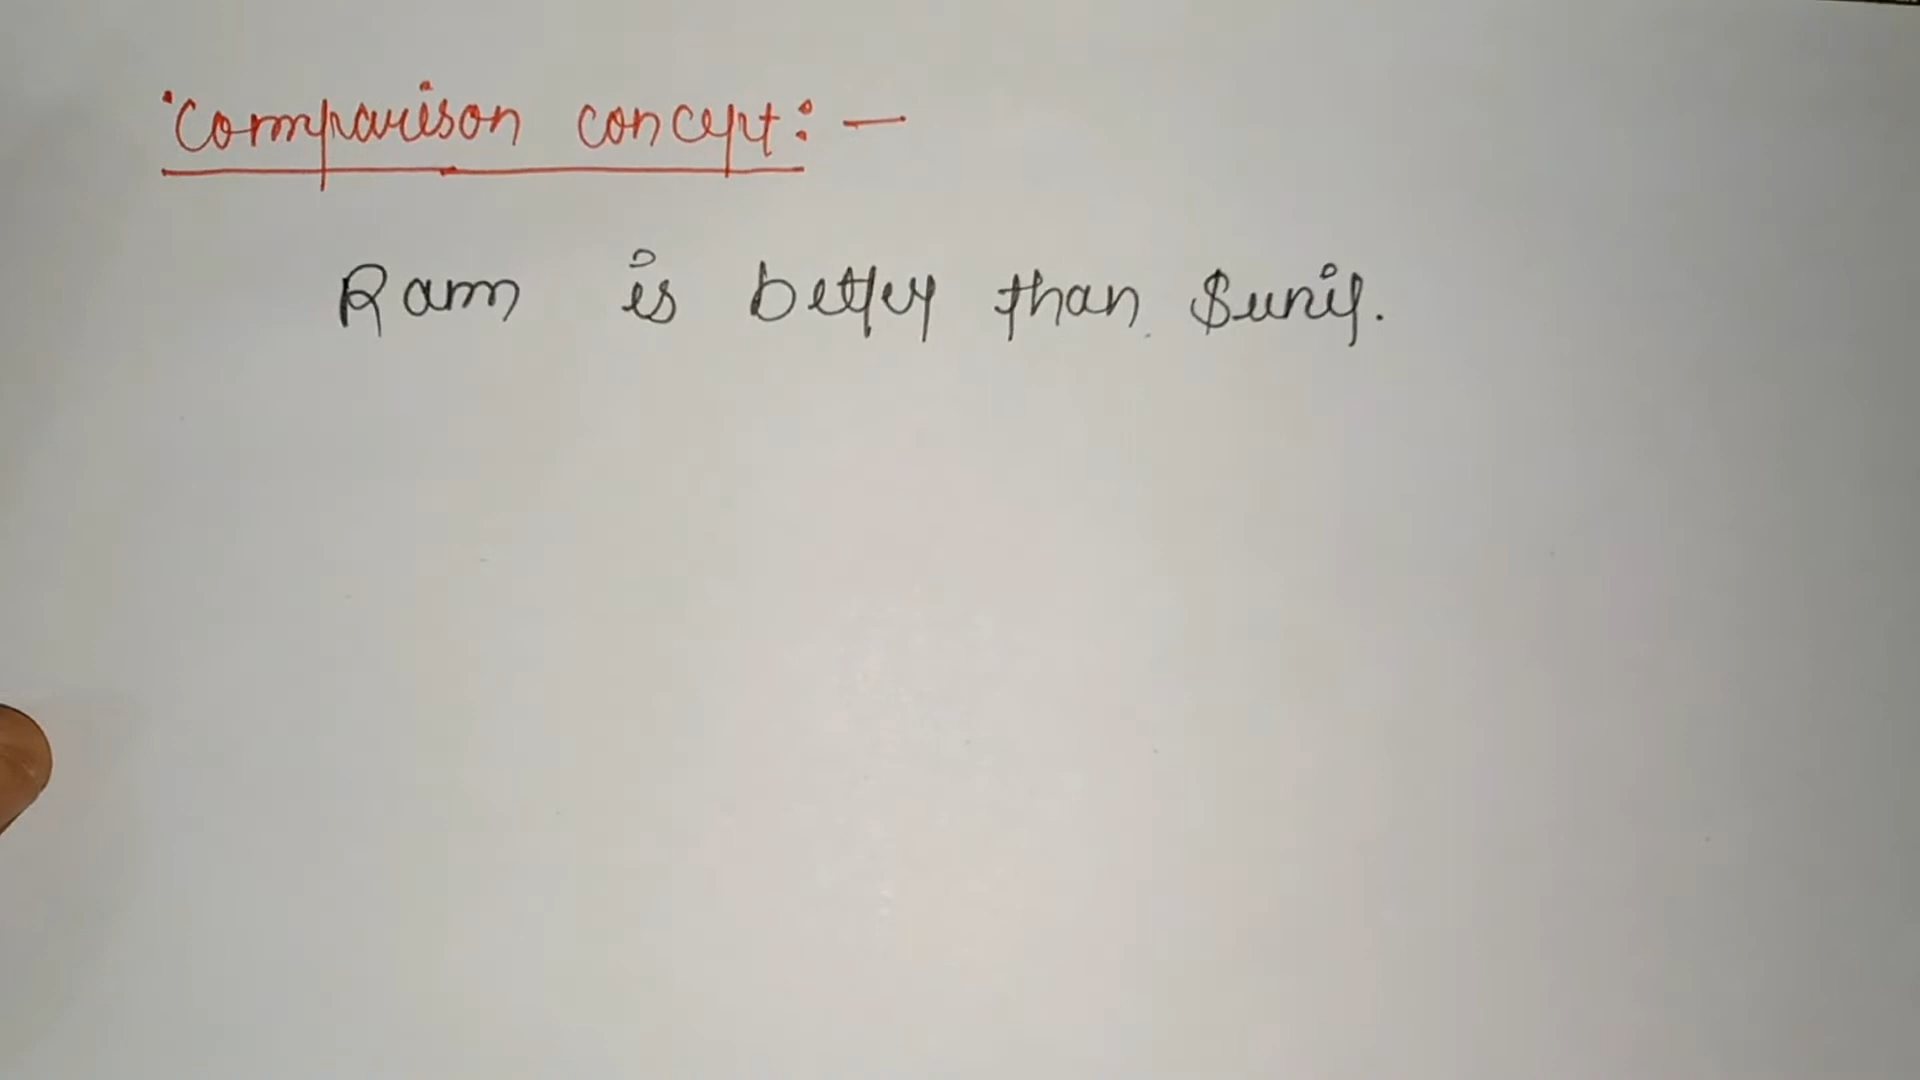 Comparison concept:-
Ram is better than Sunil.